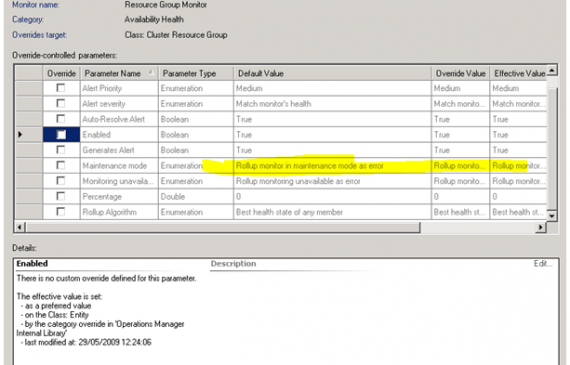 Monitor name: Resource Group Monitor
Category: Availability Health
Overrides target: Class: Cluster Resource Group
Override-controlled parameters:
Override Parameter Name Parameter Type Default Value Override Value Effective Value
Alert Priority Enumeration Medium Medium Medium
Alert severity Enumeration Match monitor's health Match monito... Match monito...
Auto-Resolve Alert Boolean True True True
Enabled Boolean True True True
Generates Alert Boolean True True True
Maintenance mode Enumeration Rollup monitor in maintenance mode as error Rollup monito... Rollup monitor...
Monitoring unavaila... Enumeration Rollup monitoring unavailable as error Rollup monito... Rollup monito...
Percentage Double 0 0 0
Rollup Algorithm Enumeration Best health state of any member Best health st... Best health st...
Details:
Enabled Description Edit...
There is no custom override defined for this parameter.
The effective value is set:
- as a preferred value
- on the Class: Entity
- by the category override in 'Operations Manager
Internal Library'
- last modified at: 29/05/2009 12:24:06